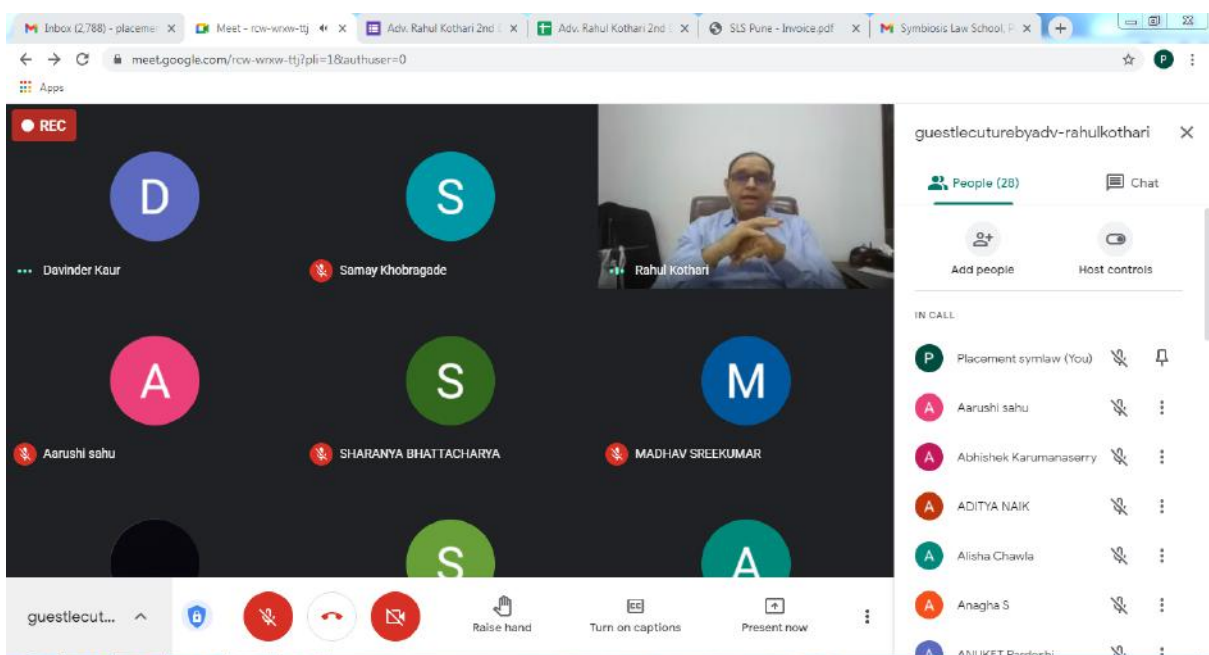 Inbox (2,788) - placeme
Meet - rcw-wrxw-ttj
Adv. Rahul Kothari 2nd
Adv. Rahul Kothari 2nd
SLS Pune - Invoice.pdf
Symbiosis Law School, P
meet.google.com/rcw-wrxw-ttj?pli=1&authuser=0
P
Apps
REC
D
Davinder Kaur
S
Samay Khobragade
Rahul Kothari
A
Aarushi sahu
S
SHARANYA BHATTACHARYA
M
MADHAV SREEKUMAR
S
A
guestlecut...
Raise hand
CC
Turn on captions
Present now
guestlecuturebyadv-rahulkothari
People (28)
Chat
Add people
Host controls
IN CALL
P Placement symlaw (You)
A Aarushi sahu
A Abhishek Karumanaserry
A ADITYA NAIK
A Alisha Chawla
A Anagha S
A ANUKET Pardeshi